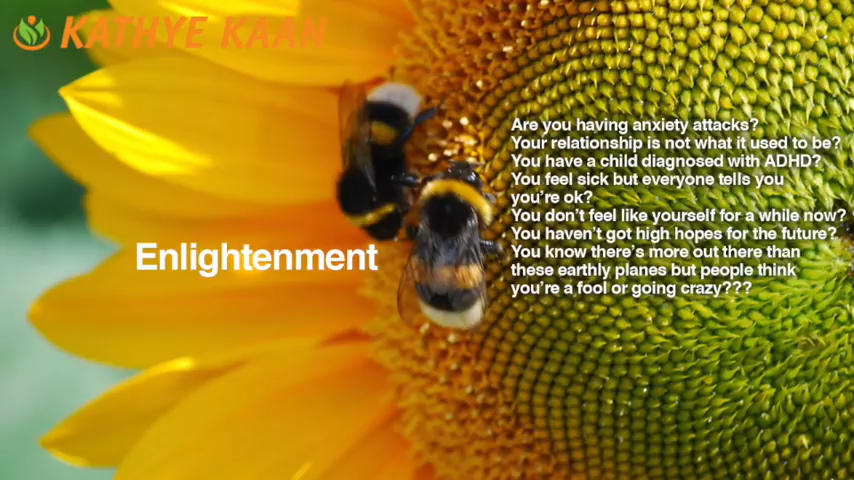 KATHYE KAAN
Are you having anxiety attacks?
Your relationship is not what it used to be?
You have a child diagnosed with ADHD?
You feel sick but everyone tells you
you're ok?
You don't feel like yourself for a while now?
You haven't got high hopes for the future?
You know there's more out there than
these earthly planes but people think
you're a fool or going crazy???
Enlightenment